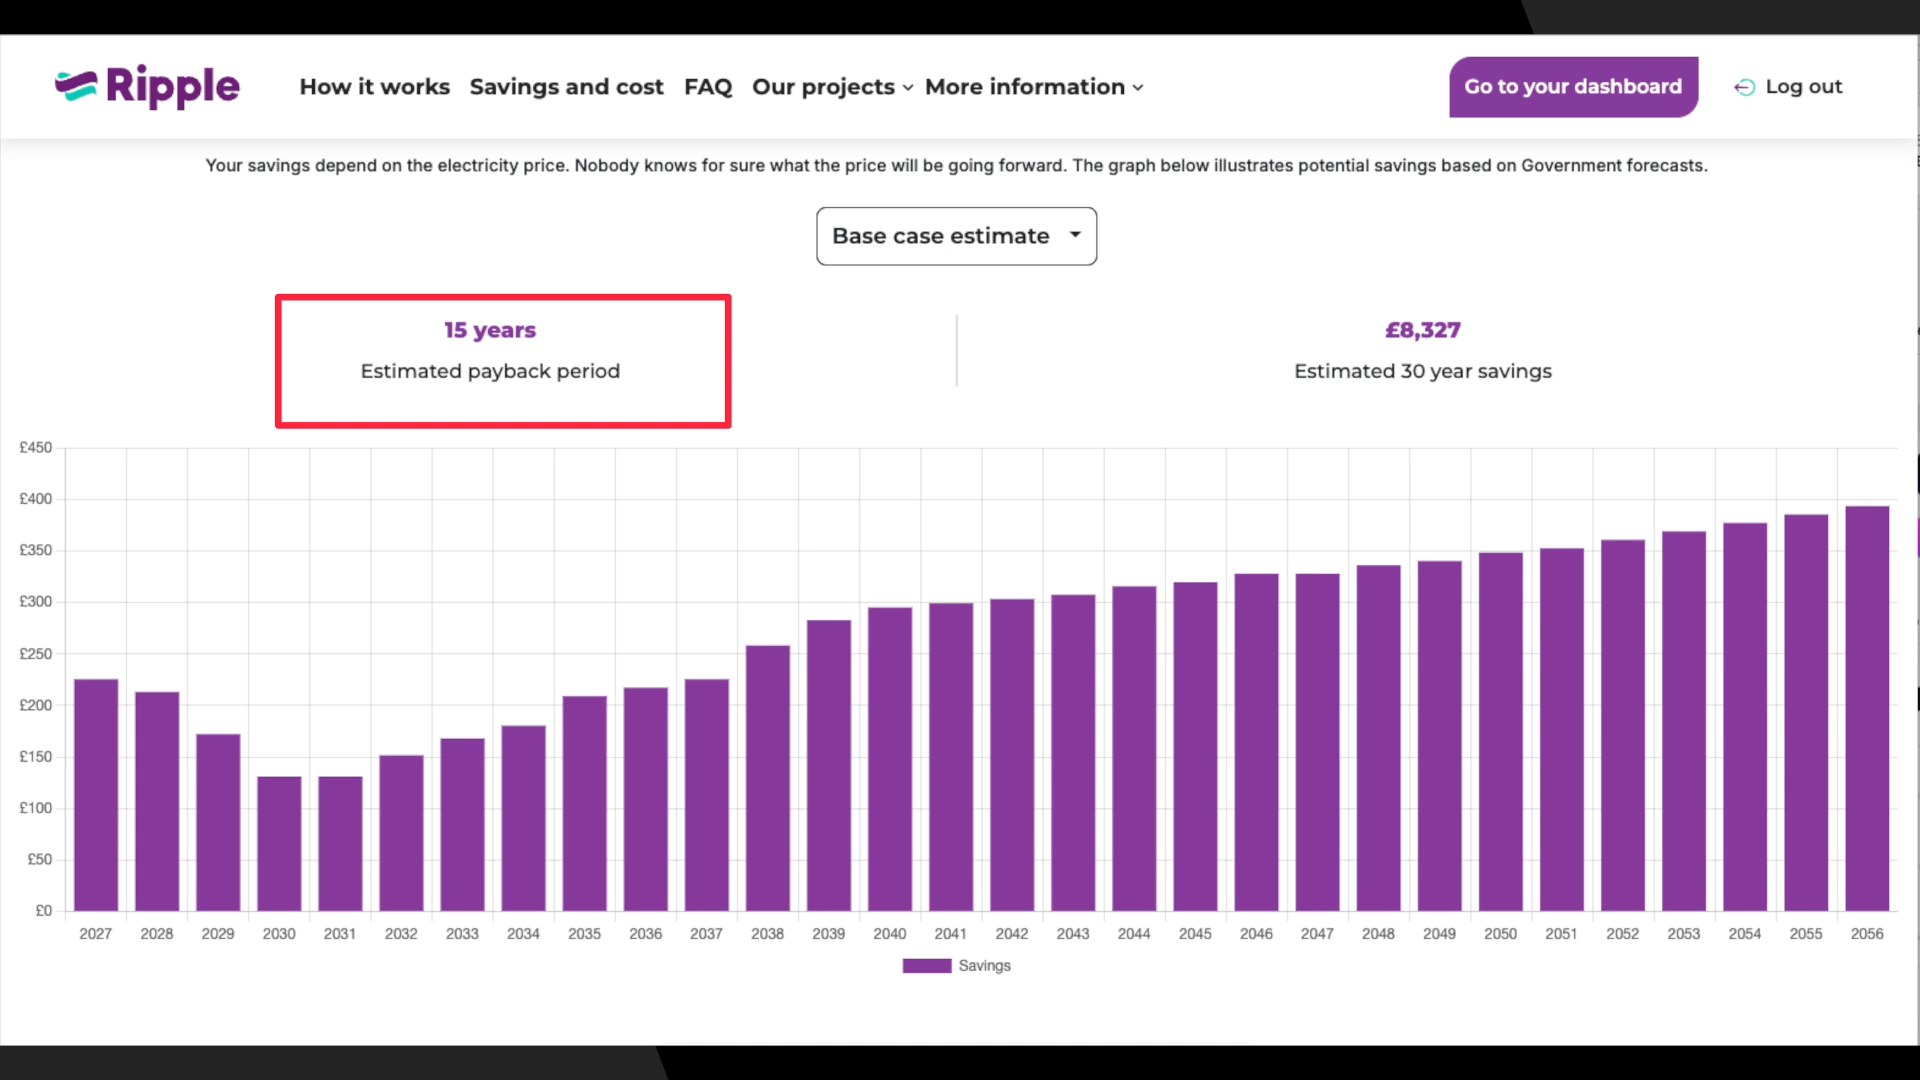 Ripple
How it works Savings and cost FAQ Our projects More information
Go to your dashboard
Log out
Your savings depend on the electricity price. Nobody knows for sure what the price will be going forward. The graph below illustrates potential savings based on Government forecasts.
Base case estimate
15 years
Estimated payback period
£8,327
Estimated 30 year savings
£450
£400
£350
£300
£250
£200
£150
£100
£50
£0
2027 2028 2029 2030 2031 2032 2033 2034 2035 2036 2037 2038 2039 2040 2041 2042 2043 2044 2045 2046 2047 2048 2049 2050 2051 2052 2053 2054 2055 2056
Savings